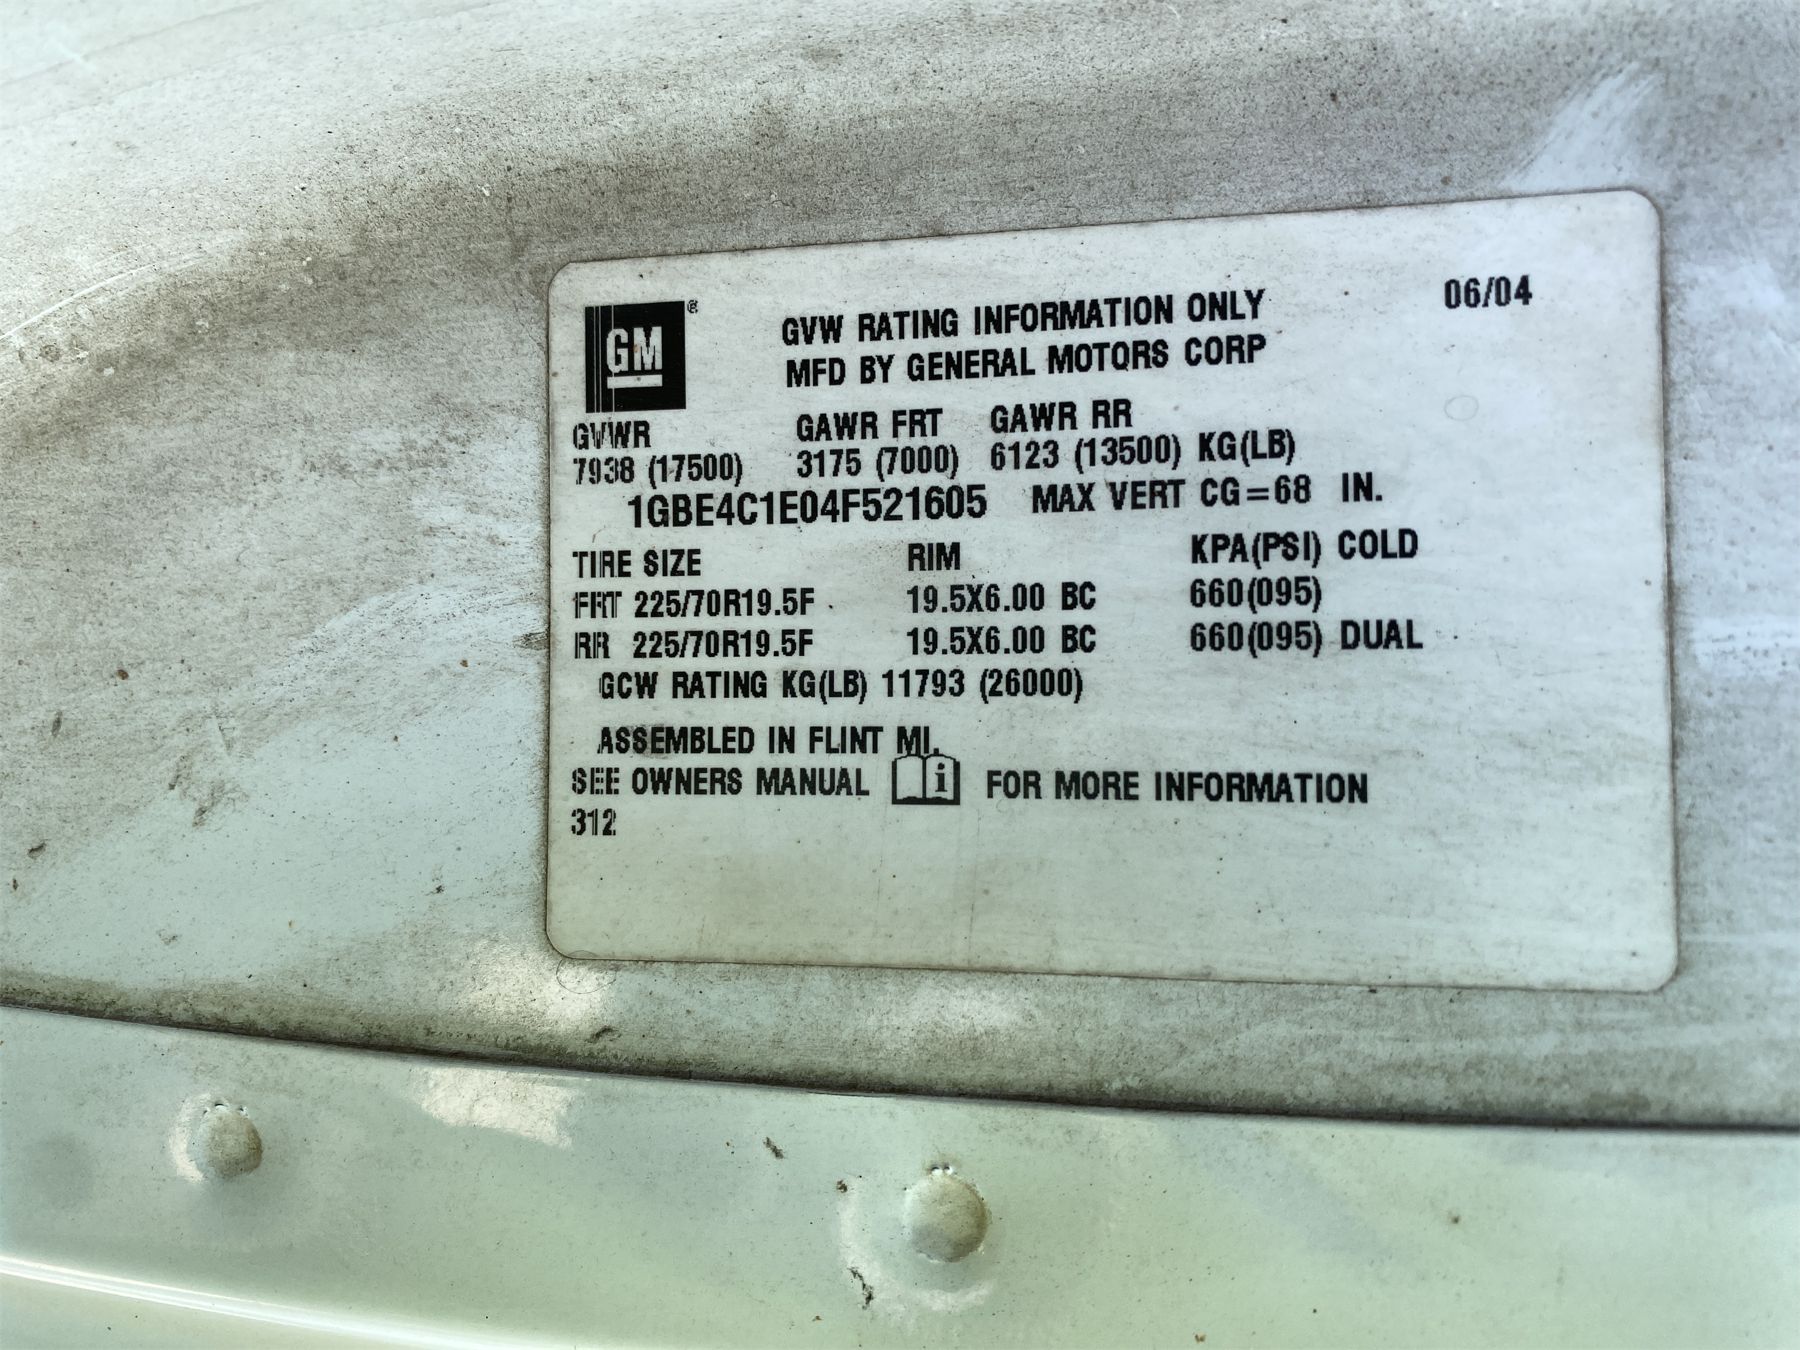 GM®
GVW RATING INFORMATION ONLY 06/04
MFD BY GENERAL MOTORS CORP
GVWR GAWR FRT GAWR RR
7938 (17500) 3175 (7000) 6123 (13500) KG(LB)
1GBE4C1E04F521605 MAX VERT CG=68 IN.
TIRE SIZE RIM KPA(PSI) COLD
FRT 225/70R19.5F 19.5X6.00 BC 660(095)
RR 225/70R19.5F 19.5X6.00 BC 660(095) DUAL
GCW RATING KG(LB) 11793 (26000)
ASSEMBLED IN FLINT MI.
SEE OWNERS MANUAL i FOR MORE INFORMATION
312